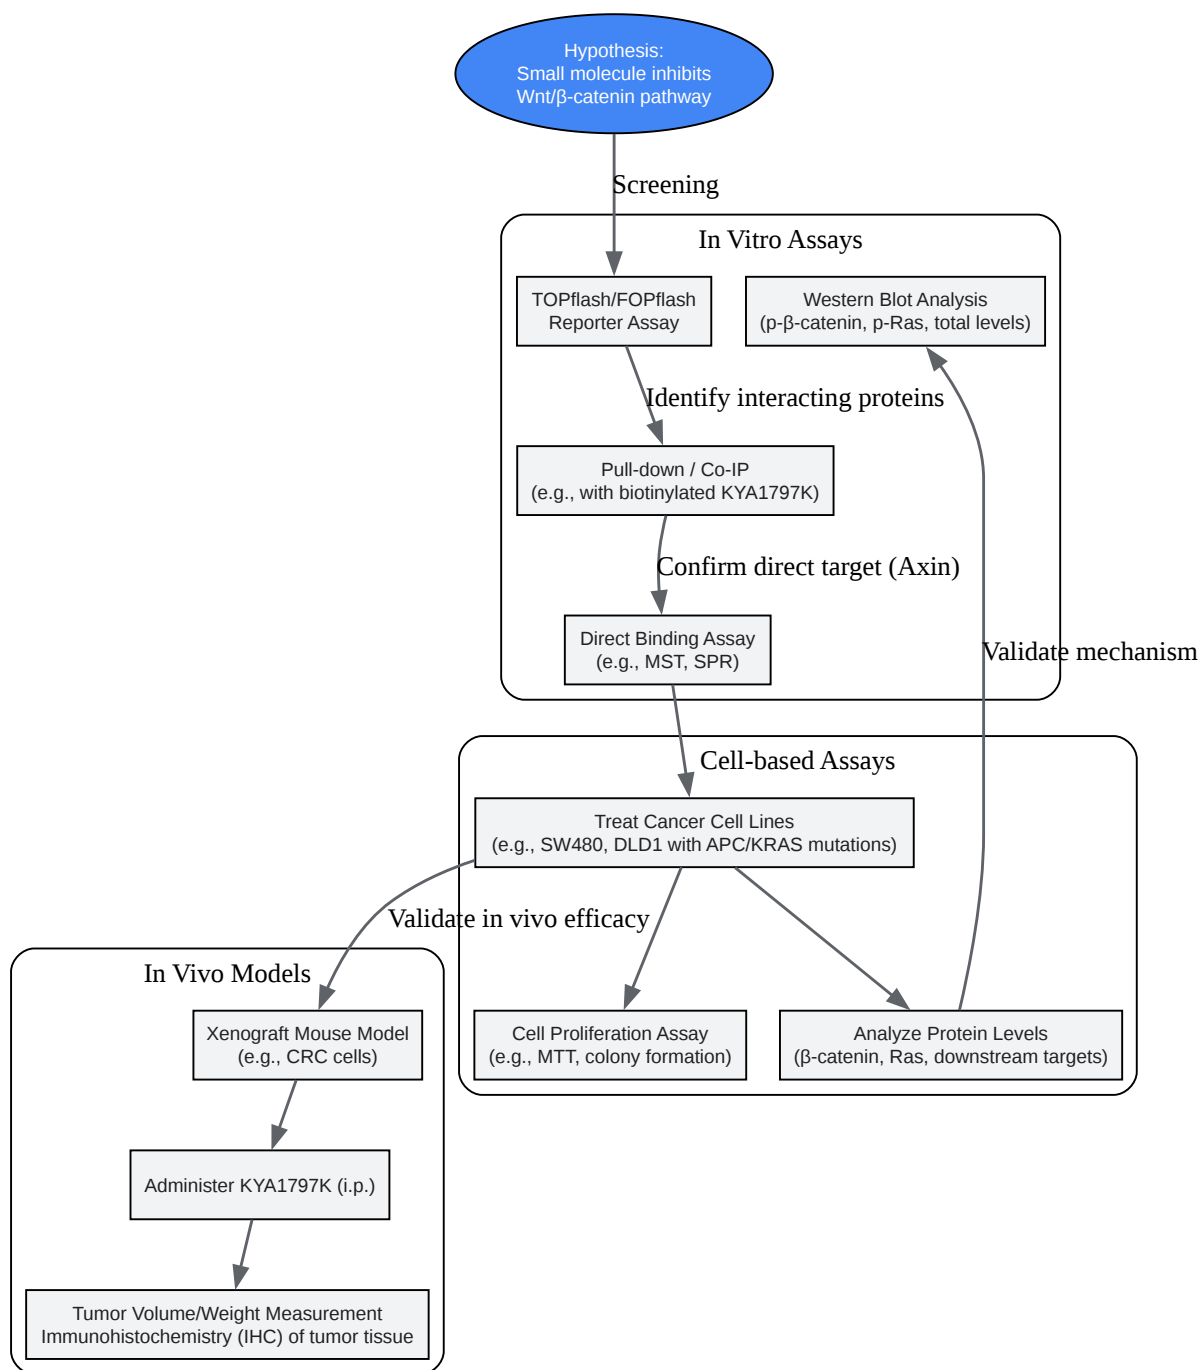 Hypothesis:
Small molecule inhibits
Wnt/β-catenin pathway
Screening
In Vitro Assays
TOPflash/FOPflash
Reporter Assay
Western Blot Analysis
(p-β-catenin, p-Ras, total levels)
Identify interacting proteins
Pull-down / Co-IP
(e.g., with biotinylated KYA1797K)
Confirm direct target (Axin)
Direct Binding Assay
(e.g., MST, SPR)
Validate mechanism
Cell-based Assays
Treat Cancer Cell Lines
(e.g., SW480, DLD1 with APC/KRAS mutations)
Validate in vivo efficacy
In Vivo Models
Xenograft Mouse Model
(e.g., CRC cells)
Cell Proliferation Assay
(e.g., MTT, colony formation)
Analyze Protein Levels
(β-catenin, Ras, downstream targets)
Administer KYA1797K (i.p.)
Tumor Volume/Weight Measurement
Immunohistochemistry (IHC) of tumor tissue